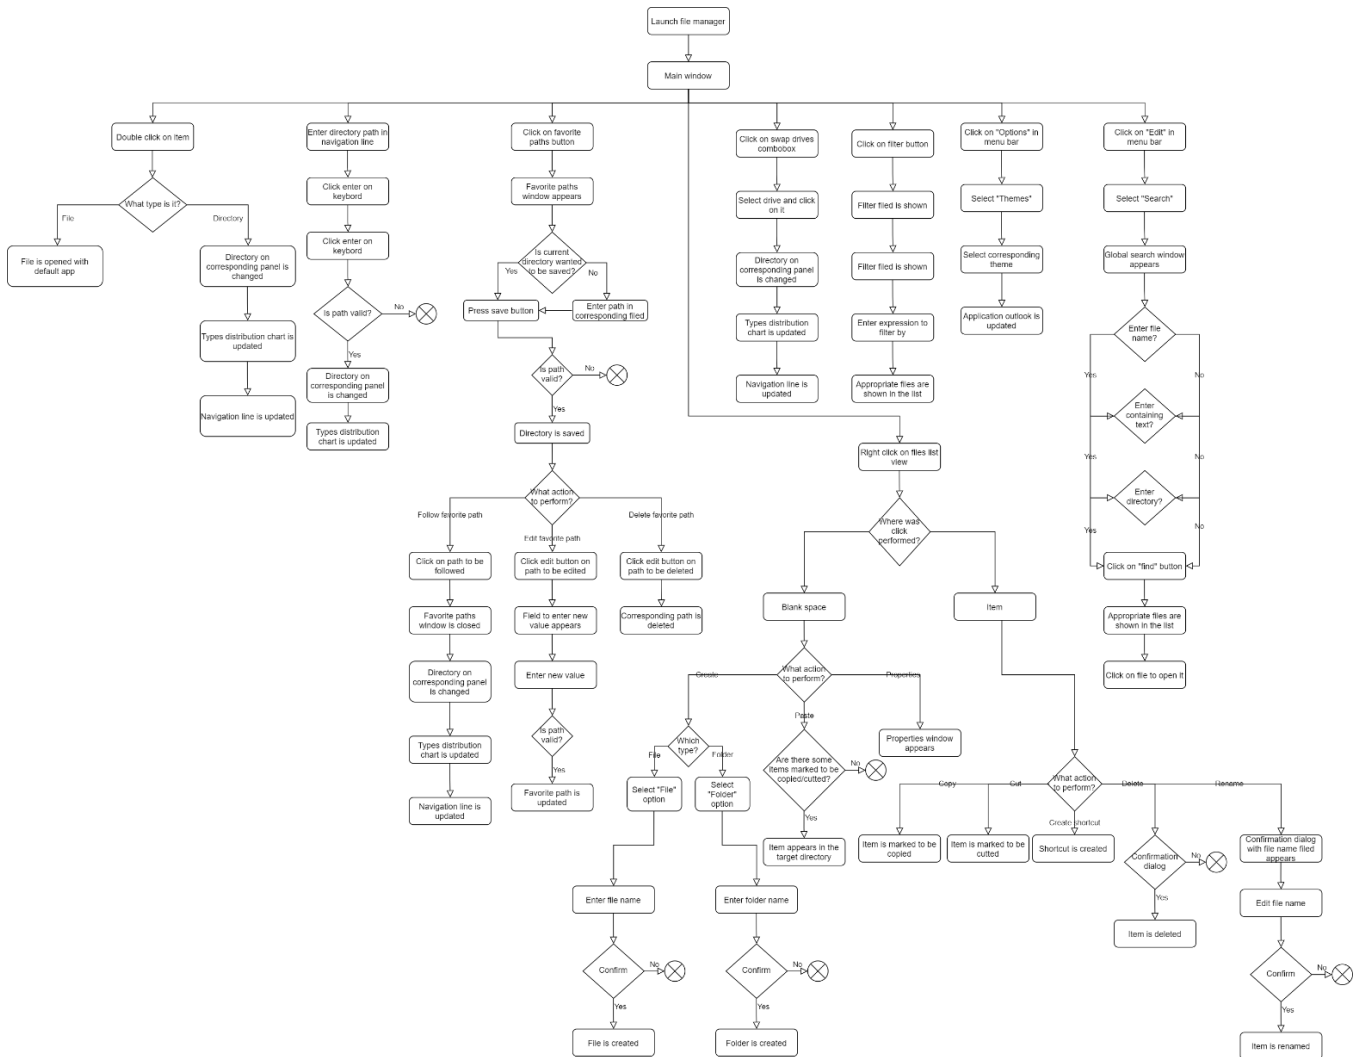 Launch file manager
Main window
Double click on item
What type is it?
File
Directory
File is opened with
default app
Directory on
corresponding panel is
changed
Types distribution chart is
updated
Navigation line is updated
Enter directory path in
navigation line
Click enter on
keybord
Click enter on
keybord
Is path valid?
No
Yes
Directory on
corresponding panel
is changed
Types distribution
chart is updated
Click on favorite
paths button
Favorite paths
window appears
Is current
directory wanted
to be saved?
Yes
No
Press save button
Enter path in
corresponding filed
Is path
valid?
No
Yes
Directory is saved
What action
to perform?
Follow favorite path
Edit favorite path
Delete favorite path
Click on path to be
followed
Favorite paths
window is closed
Directory on
corresponding panel
is changed
Types distribution
chart is updated
Navigation line is
updated
Click edit button on
path to be edited
Field to enter new
value appears
Enter new value
Is path
valid?
Yes
Favorite path is
updated
Click edit button on
path to be deleted
Corresponding path is
deleted
Click on swap drives
combobox
Select drive and click
on it
Directory on
corresponding panel
is changed
Types distribution
chart is updated
Navigation line is
updated
Click on filter button
Filter filed is shown
Filter filed is shown
Enter expression to
filter by
Appropriate files are
shown in the list
Click on "Options" in
menu bar
Select "Themes"
Select corresponding
theme
Application outlook is
updated
Click on "Edit" in
menu bar
Select "Search"
Global search window
appears
Enter file
name?
Yes
No
Enter
containing
text?
Yes
No
Enter
directory?
Yes
No
Click on "find" button
Appropriate files are
shown in the list
Click on file to open it
Right click on files list
view
Where was
click
performed?
Blank space
Item
What action
to perform?
Create
Paste
Properties
Which
type?
File
Folder
Select "File"
option
Select
"Folder"
option
Enter file name
Confirm
No
Yes
File is created
Enter folder name
Confirm
No
Yes
Folder is created
Are there some
items marked to be
copied/cutted?
No
Yes
Item appears in the
target directory
Properties window
appears
What action
to perform?
Copy
Cut
Create shortcut
Delete
Rename
Item is marked to be
copied
Item is marked to be
cutted
Shortcut is created
Confirmation
dialog
No
Yes
Item is deleted
Confirmation dialog
with file name filed
appears
Edit file name
Confirm
No
Yes
Item is renamed